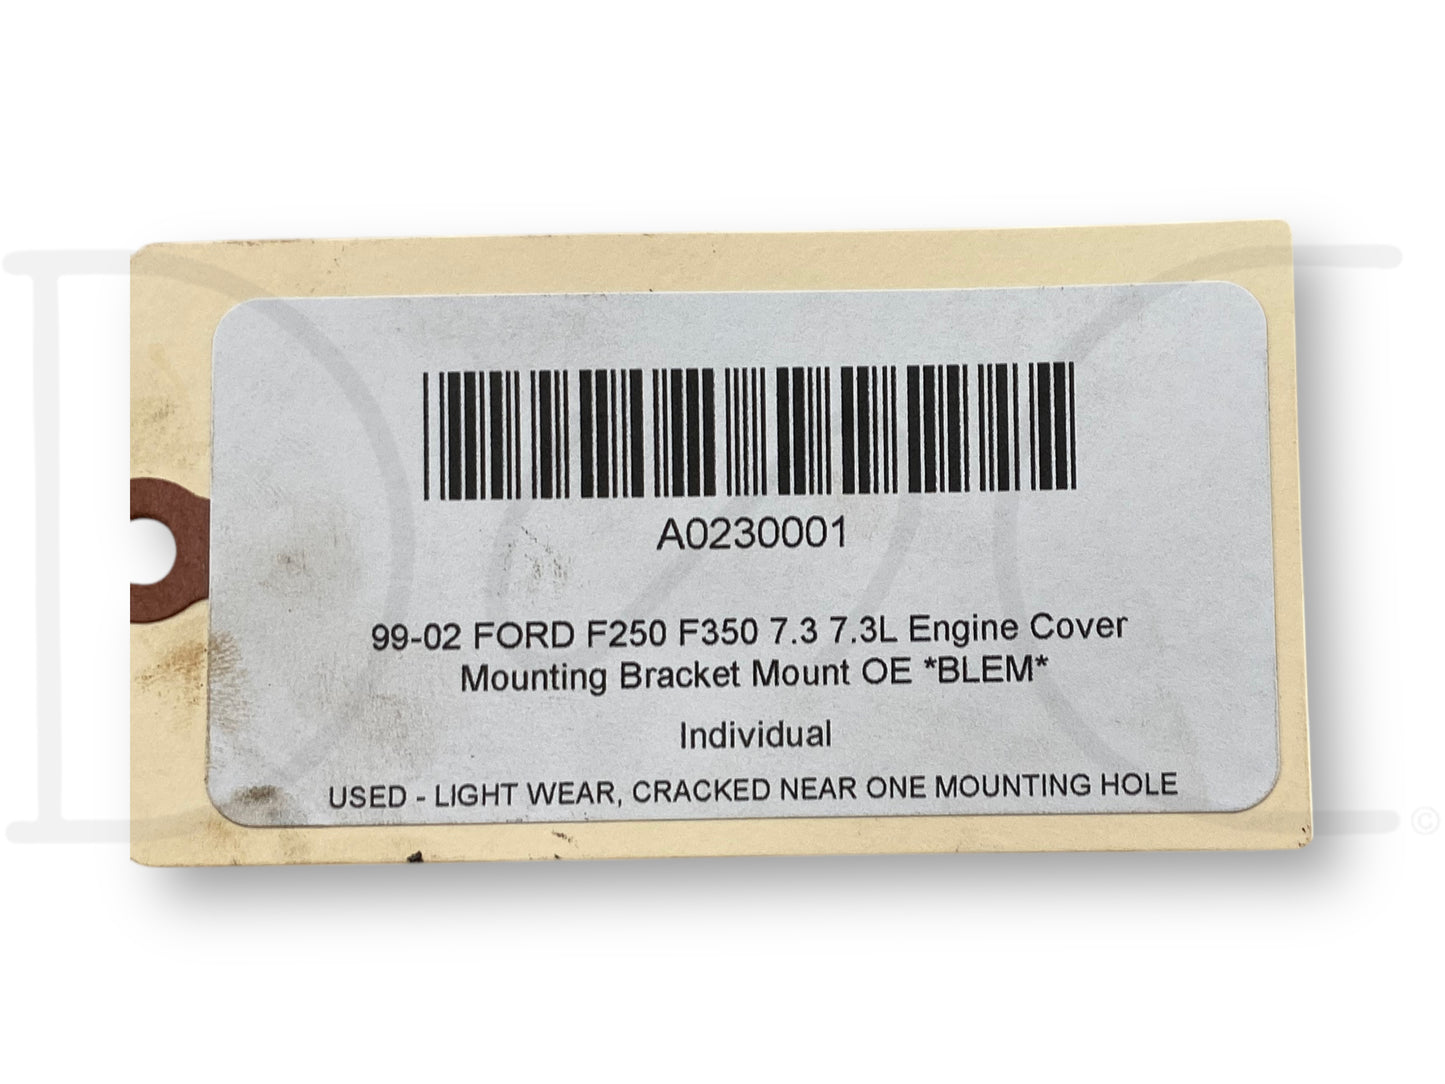 A0230001
99-02 FORD F250 F350 7.3 7.3L Engine Cover
Mounting Bracket Mount OE *BLEM*
Individual
USED - LIGHT WEAR, CRACKED NEAR ONE MOUNTING HOLE
©